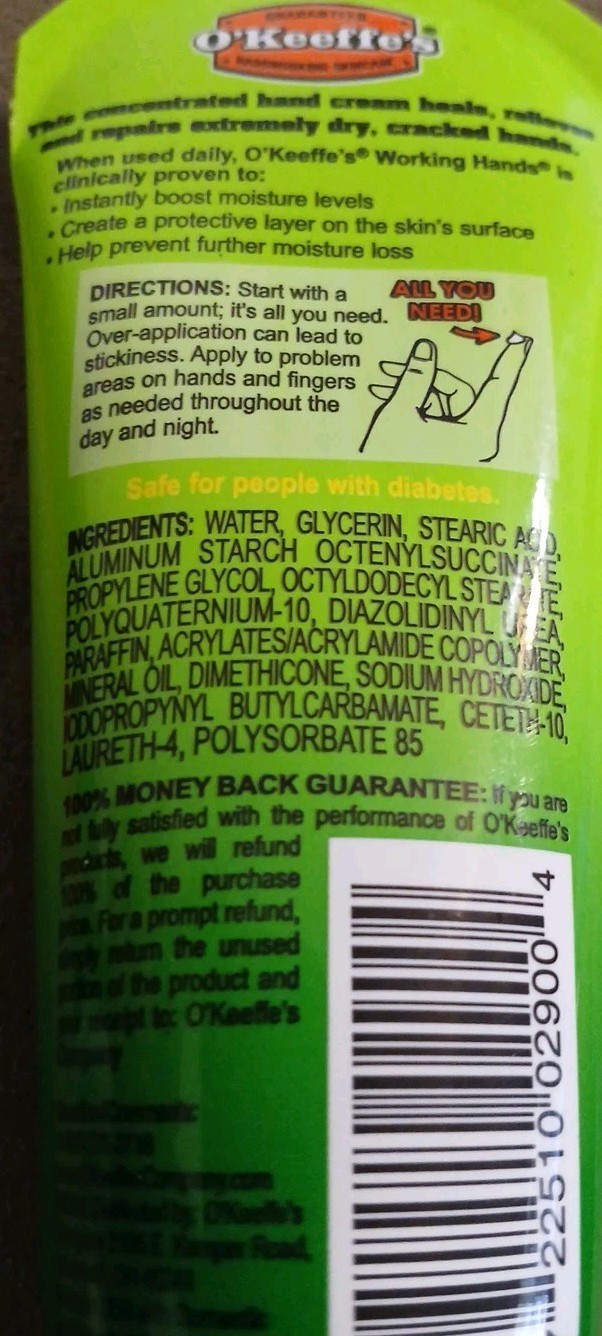 GUARANTEED
O'Keeffe's
This concentrated hand cream heals, relieves
and repairs extremely dry, cracked hands.
When used daily, O'Keeffe's® Working Hands® is
clinically proven to:
• Instantly boost moisture levels
• Create a protective layer on the skin's surface
• Help prevent further moisture loss
DIRECTIONS: Start with a
small amount; it's all you need.
Over-application can lead to
stickiness. Apply to problem
areas on hands and fingers
as needed throughout the
day and night.
ALL YOU
NEED!
Safe for people with diabetes.
INGREDIENTS: WATER, GLYCERIN, STEARIC ACID,
ALUMINUM STARCH OCTENYLSUCCINATE,
PROPYLENE GLYCOL, OCTYLDODECYL STEARATE,
POLYQUATERNIUM-10, DIAZOLIDINYL UREA,
PARAFFIN, ACRYLATES/ACRYLAMIDE COPOLYMER,
MINERAL OIL, DIMETHICONE, SODIUM HYDROXIDE,
IODOPROPYNYL BUTYLCARBAMATE, CETETH-10,
LAURETH-4, POLYSORBATE 85
100% MONEY BACK GUARANTEE: If you are
not fully satisfied with the performance of O'Keeffe's
products, we will refund
100% of the purchase
price. For a prompt refund,
simply return the unused
portion of the product and
your receipt to: O'Keeffe's
Company
O'Keeffe's
Kemper Road,
22510 02900 4